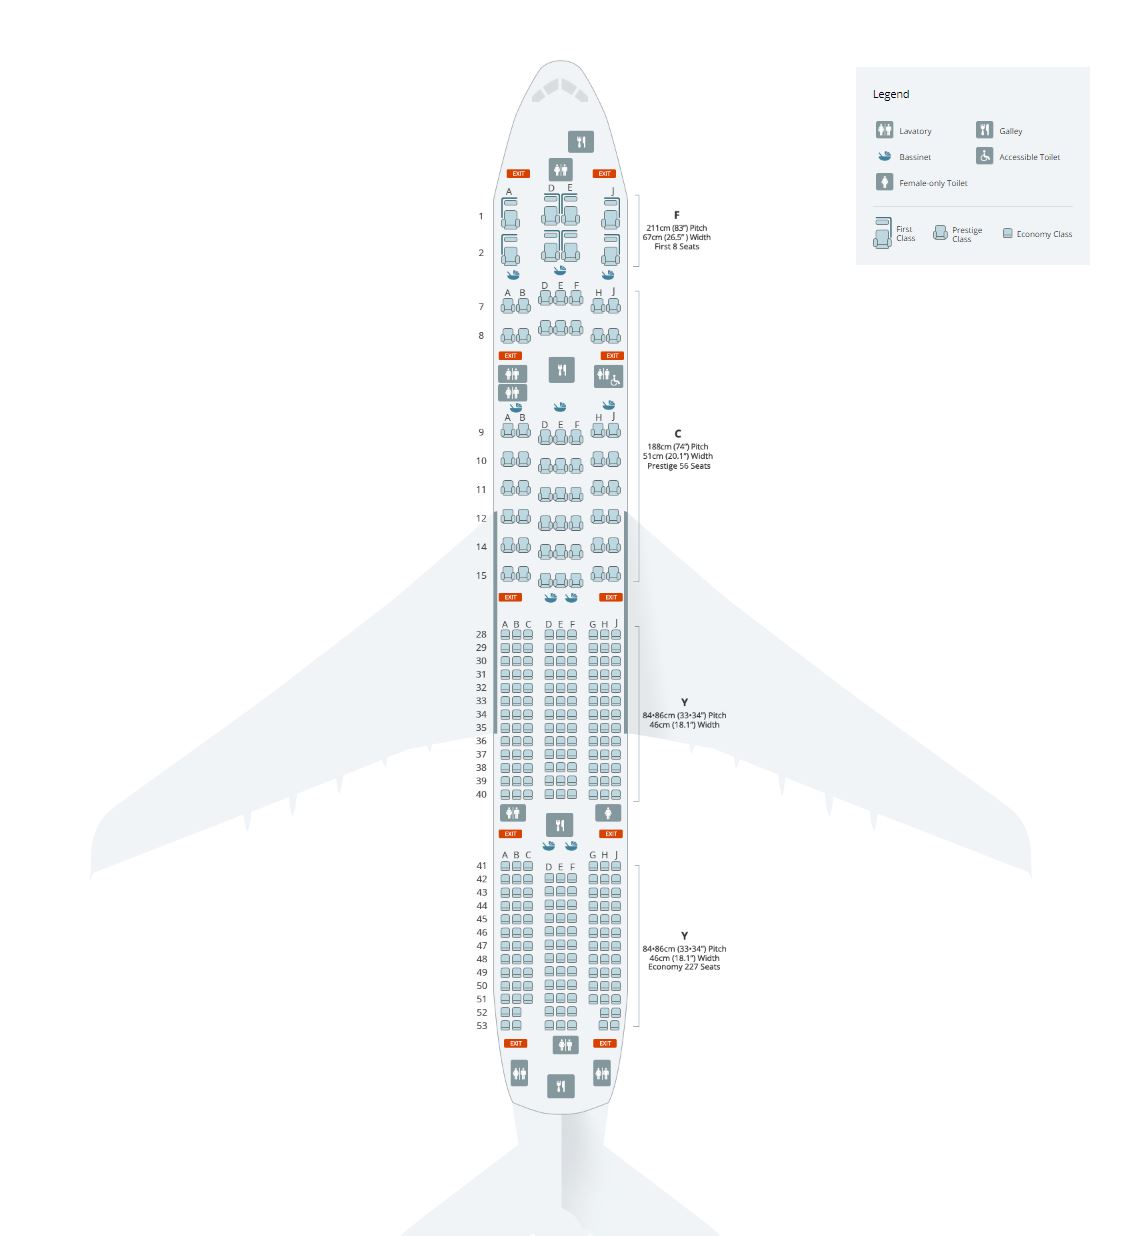 Legend
Lavatory
Galley
Bassinet
Accessible Toilet
Female-only Toilet
First Class
Prestige Class
Economy Class
EXIT EXIT
A D E J
1
2
F
211cm (83") Pitch
67cm (26.5" ) Width
First 8 Seats
A B D E F H J
7
8
EXIT EXIT
A B D E F H J
9
10
11
12
14
15
C
188cm (74") Pitch
51cm (20.1") Width
Prestige 56 Seats
EXIT EXIT
A B C D E F G H J
28
29
30
31
32
33
34
35
36
37
38
39
40
Y
84•86cm (33•34") Pitch
46cm (18.1") Width
EXIT EXIT
A B C D E F G H J
41
42
43
44
45
46
47
48
49
50
51
52
53
Y
84•86cm (33•34") Pitch
46cm (18.1") Width
Economy 227 Seats
EXIT EXIT